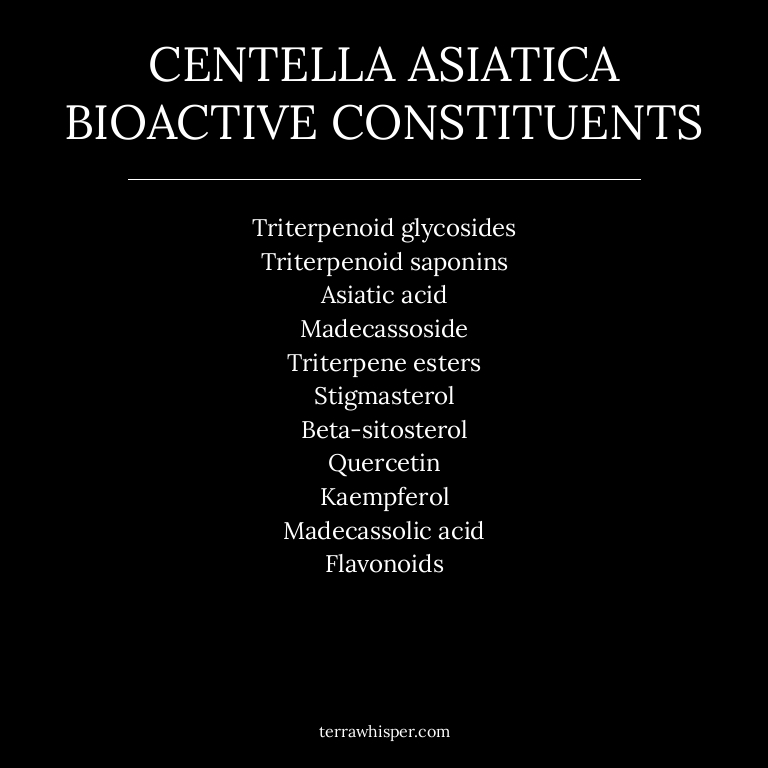 CENTELLA ASIATICA
BIOACTIVE CONSTITUENTS
Triterpenoid glycosides
Triterpenoid saponins
Asiatic acid
Madecassoside
Triterpene esters
Stigmasterol
Beta-sitosterol
Quercetin
Kaempferol
Madecassolic acid
Flavonoids
terrawhisper.com